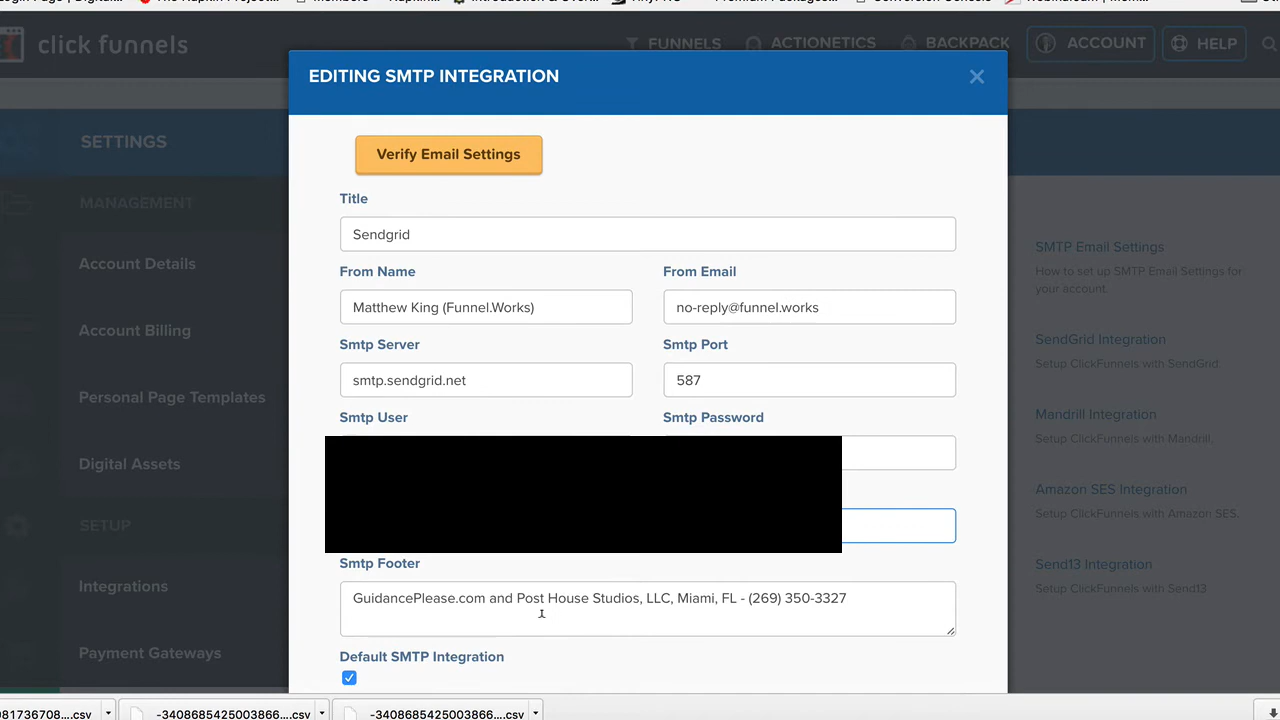 click funnels
FUNNELS
ACTIONETICS
BACKPACK
ACCOUNT
HELP
EDITING SMTP INTEGRATION
SETTINGS
MANAGEMENT
Account Details
Account Billing
Personal Page Templates
Digital Assets
SETUP
Integrations
Payment Gateways
Verify Email Settings
Title
Sendgrid
From Name
From Email
Matthew King (Funnel.Works)
no-reply@funnel.works
Smtp Server
Smtp Port
smtp.sendgrid.net
587
Smtp User
Smtp Password
Smtp Footer
GuidancePlease.com and Post House Studios, LLC, Miami, FL - (269) 350-3327
Default SMTP Integration
SMTP Email Settings
How to set up SMTP Email Settings for
your account.
SendGrid Integration
Setup ClickFunnels with SendGrid
Mandrill Integration
Setup ClickFunnels with Mandrill.
Amazon SES Integration
Setup ClickFunnels with Amazon SES.
Send13 Integration
Setup ClickFunnels with Send13
081736708....csv
-3408685425003866....csv
-3408685425003866....csv